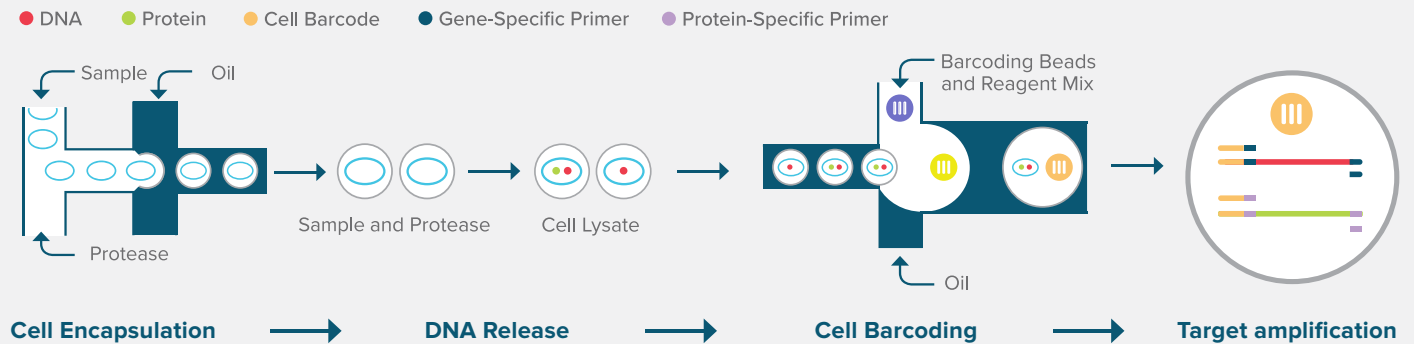 DNA
Protein
Cell Barcode
Gene-Specific Primer
Protein-Specific Primer
Sample
Oil
Protease
Sample and Protease
Cell Lysate
Barcoding Beads
and Reagent Mix
Oil
Cell Encapsulation
DNA Release
Cell Barcoding
Target amplification